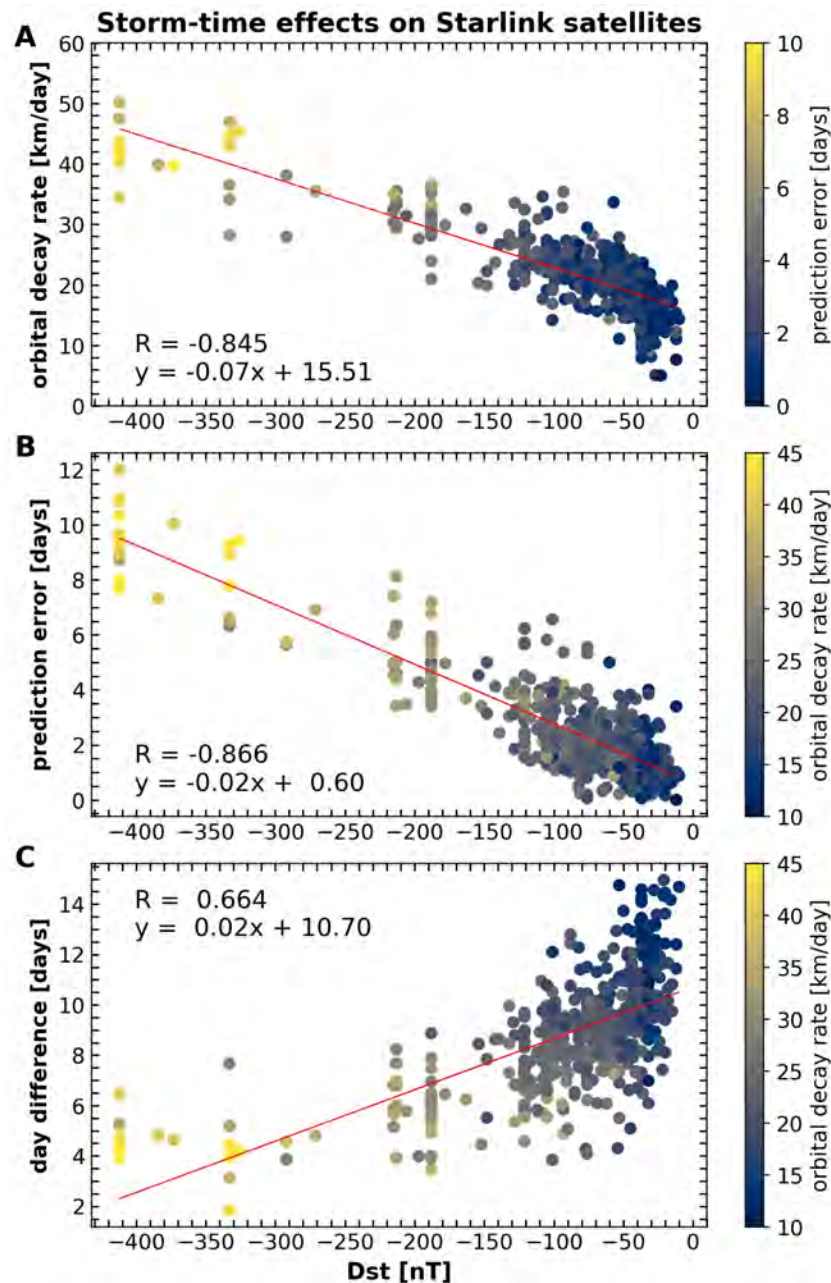 Storm-time effects on Starlink satellites
A
60
50
40
30
20
10
0
orbital decay rate [km/day]
R = -0.845
y = -0.07x + 15.51
−400 −350 −300 −250 −200 −150 −100 −50 0
10
8
6
4
2
0
prediction error [days]
B
12
10
8
6
4
2
0
prediction error [days]
R = -0.866
y = -0.02x + 0.60
−400 −350 −300 −250 −200 −150 −100 −50 0
45
40
35
30
25
20
15
10
orbital decay rate [km/day]
C
14
12
10
8
6
4
2
day difference [days]
R = 0.664
y = 0.02x + 10.70
−400 −350 −300 −250 −200 −150 −100 −50 0
Dst [nT]
45
40
35
30
25
20
15
10
orbital decay rate [km/day]